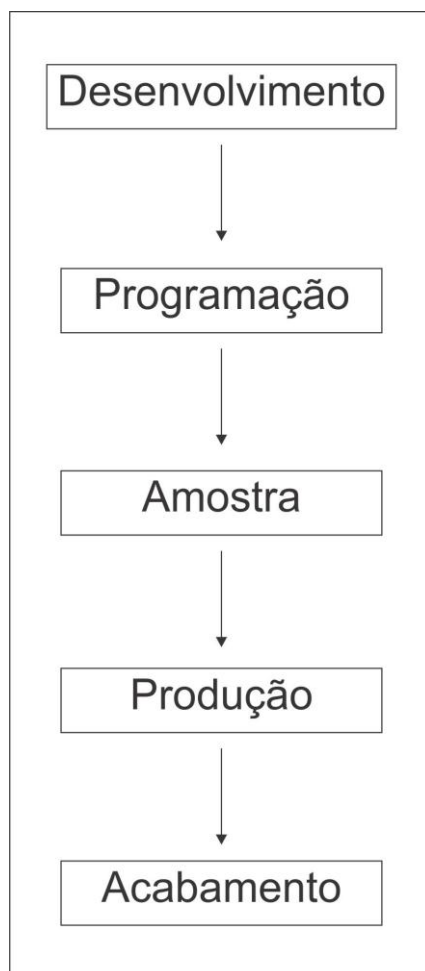 Desenvolvimento
Programação
Amostra
Produção
Acabamento